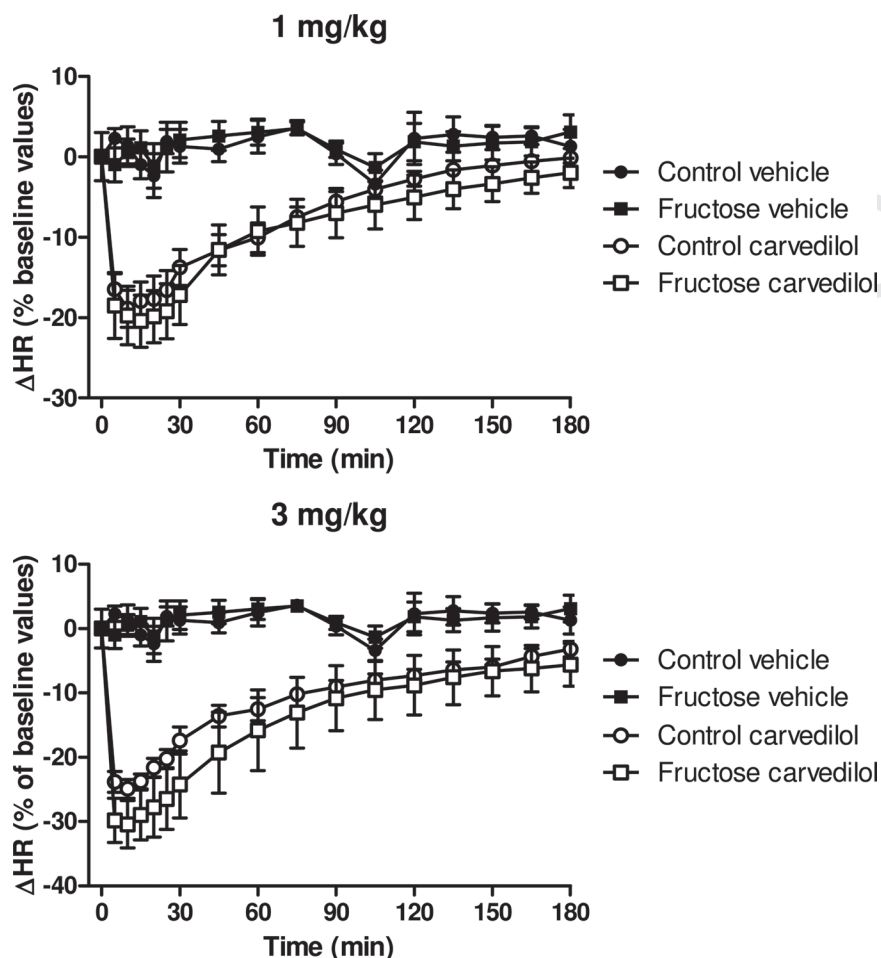 1 mg/kg
ΔHR (% baseline values)
10
0
-10
-20
-30
0 30 60 90 120 150 180
Time (min)
Control vehicle
Fructose vehicle
Control carvedilol
Fructose carvedilol
3 mg/kg
ΔHR (% of baseline values)
10
0
-10
-20
-30
-40
0 30 60 90 120 150 180
Time (min)
Control vehicle
Fructose vehicle
Control carvedilol
Fructose carvedilol